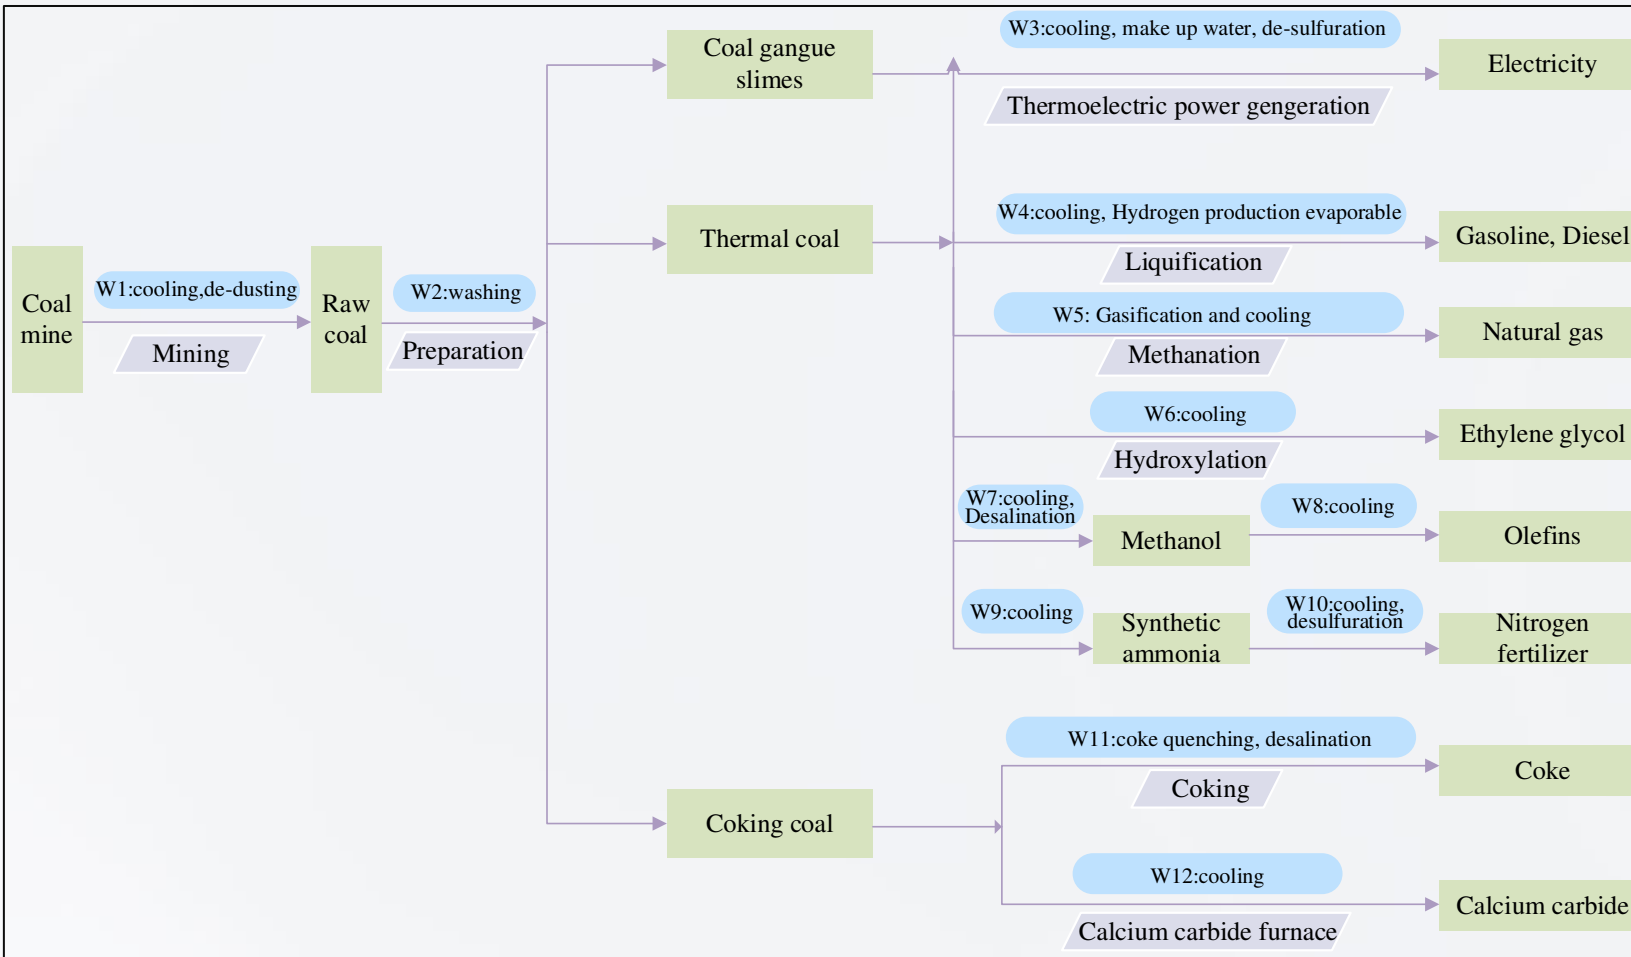 Coal gangue
slimes
W3:cooling, make up water, de-sulfuration
Thermoelectric power gengeration
Electricity
Thermal coal
W4:cooling, Hydrogen production evaporable
Liquification
Gasoline, Diesel
Coal
mine
W1:cooling,de-dusting
Mining
Raw
coal
W2:washing
Preparation
W5: Gasification and cooling
Methanation
Natural gas
W6:cooling
Hydroxylation
Ethylene glycol
W7:cooling,
Desalination
Methanol
W8:cooling
Olefins
W9:cooling
Synthetic
ammonia
W10:cooling,
desulfuration
Nitrogen
fertilizer
Coking coal
W11:coke quenching, desalination
Coking
Coke
W12:cooling
Calcium carbide furnace
Calcium carbide